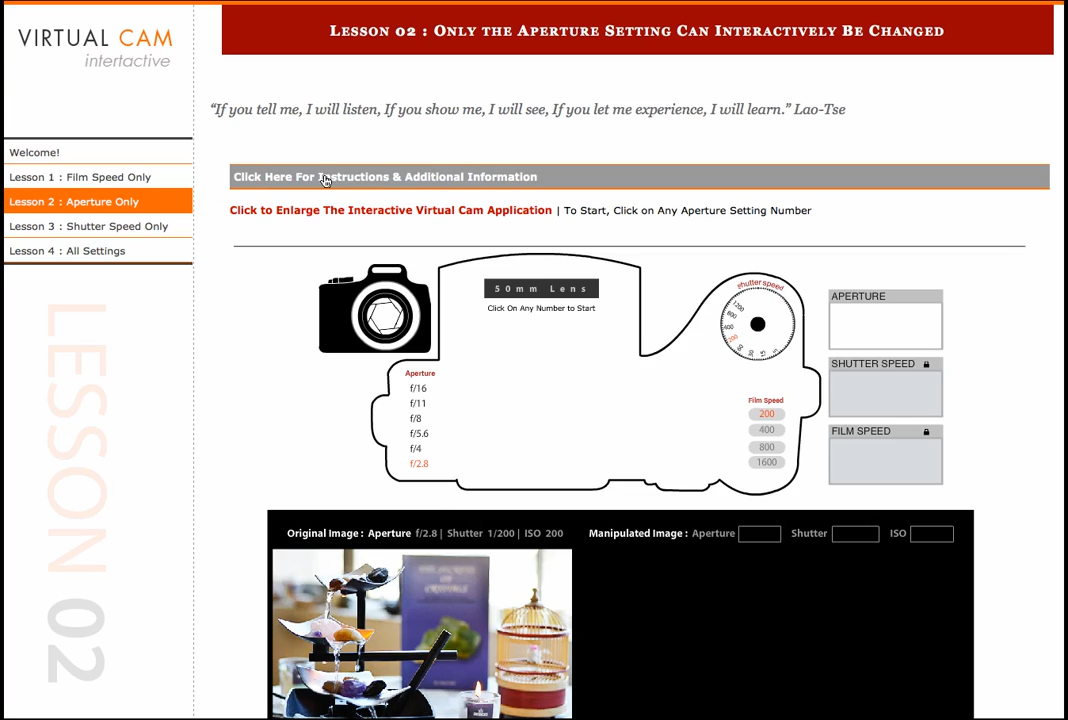 VIRTUAL CAM
intertactive
LESSON 02 : ONLY THE APERTURE SETTING CAN INTERACTIVELY BE CHANGED
“If you tell me, I will listen, If you show me, I will see, If you let me experience, I will learn.” Lao-Tse
Welcome!
Lesson 1 : Film Speed Only
Lesson 2 : Aperture Only
Lesson 3 : Shutter Speed Only
Lesson 4 : All Settings
LESSON 02
Click Here For Instructions & Additional Information
Click to Enlarge The Interactive Virtual Cam Application | To Start, Click on Any Aperture Setting Number
50mm Lens
Click On Any Number to Start
shutter speed
1200
800
400
200
Aperture
f/16
f/11
f/8
f/5.6
f/4
f/2.8
Film Speed
200
400
800
1600
APERTURE
SHUTTER SPEED
FILM SPEED
Original Image : Aperture f/2.8 | Shutter 1/200 | ISO 200
Manipulated Image : Aperture Shutter ISO